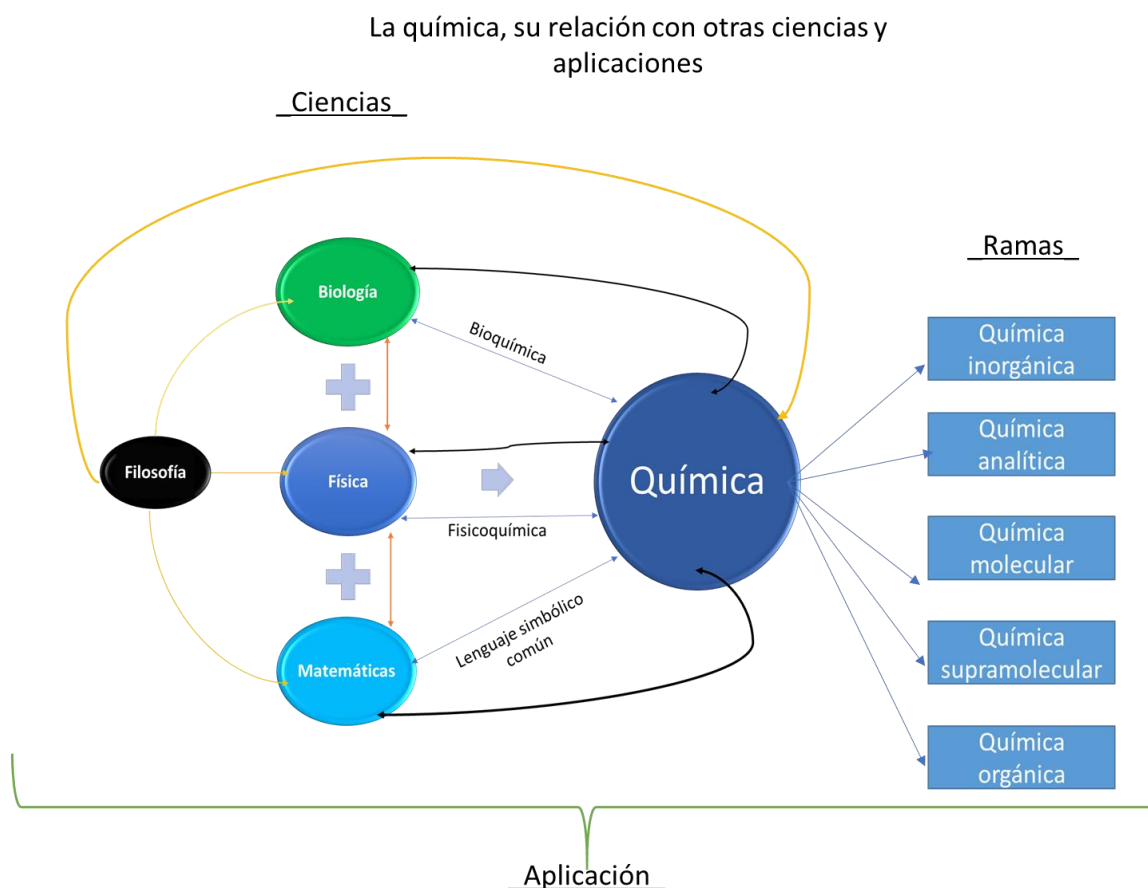 La química, su relación con otras ciencias y
aplicaciones
_Ciencias_
_Ramas_
Biología
Bioquímica
Filosofía
Física
Fisicoquímica
Matemáticas
Lenguaje simbólico
común
Química
Química
inorgánica
Química
analítica
Química
molecular
Química
supramolecular
Química
orgánica
_Aplicación_